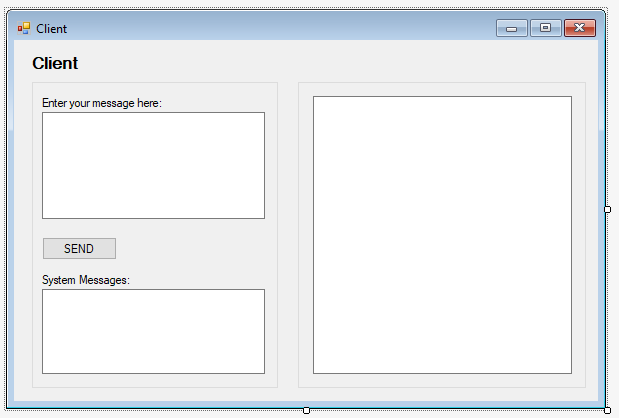 Client
Client
Enter your message here:
SEND
System Messages: